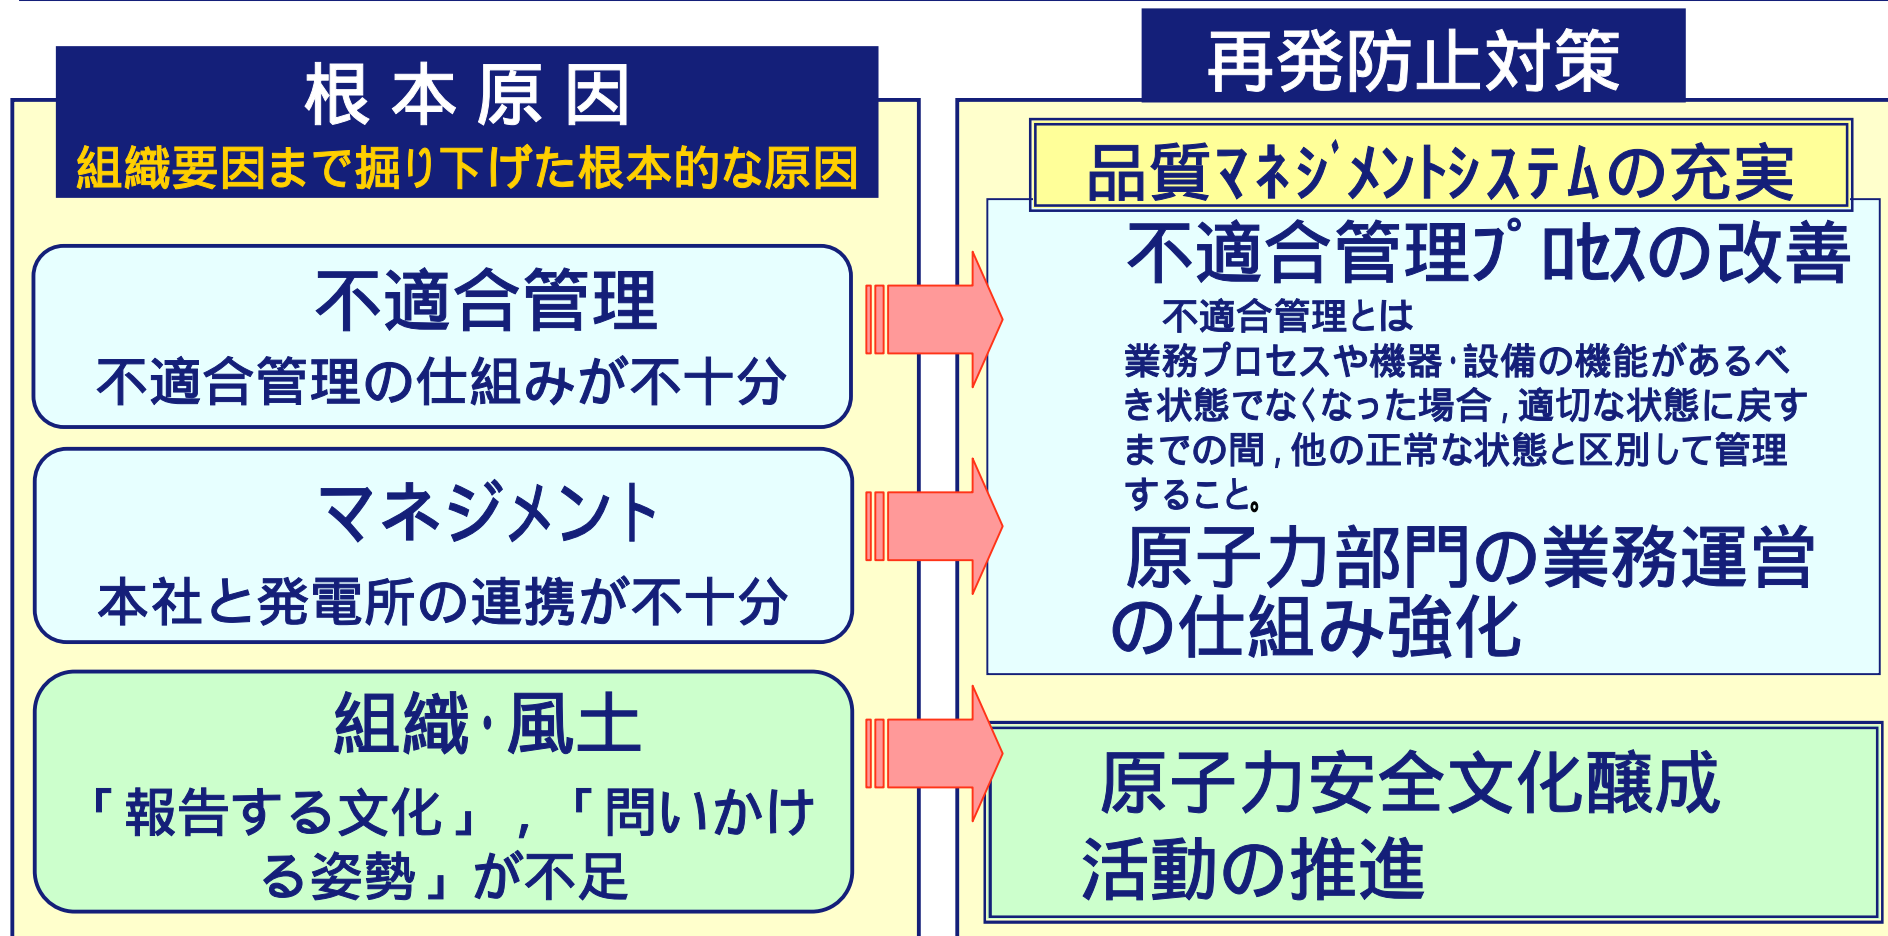 根本原因
組織要因まで掘り下げた根本的な原因
不適合管理
不適合管理の仕組みが不十分
マネジメント
本社と発電所の連携が不十分
組織・風土
「報告する文化」,「問いかけ
る姿勢」が不足
再発防止対策
品質ﾏﾈｼﾞﾒﾝﾄｼｽﾃﾑの充実
不適合管理ﾌﾟﾛｾｽの改善
不適合管理とは
業務プロセスや機器・設備の機能があるべ
き状態でなくなった場合,適切な状態に戻す
までの間,他の正常な状態と区別して管理
すること。
原子力部門の業務運営
の仕組み強化
原子力安全文化醸成
活動の推進